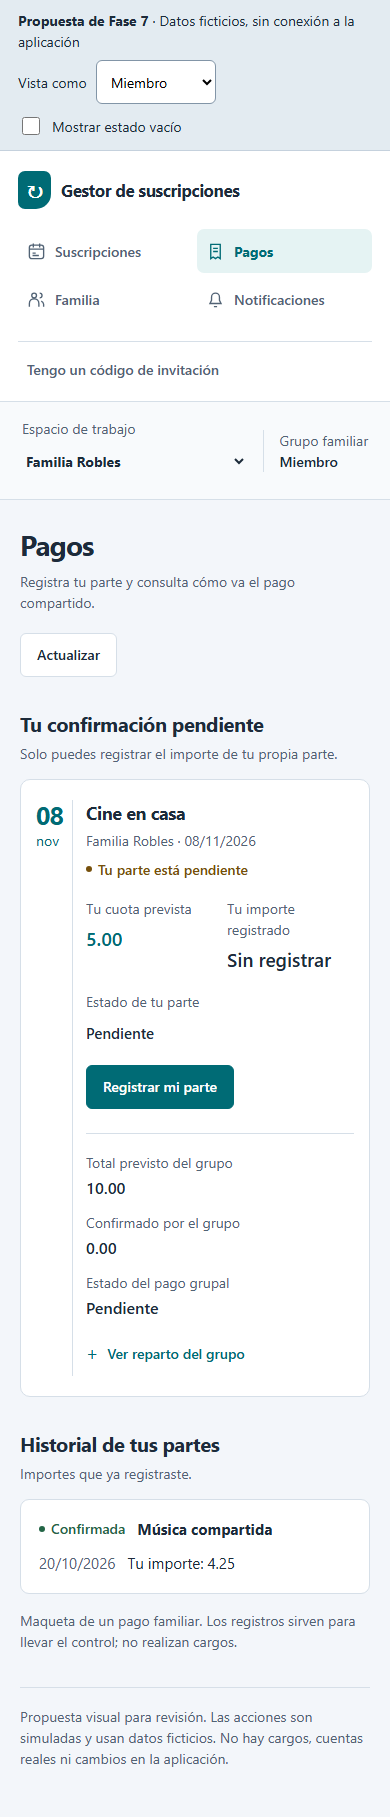 Propuesta de Fase 7 · Datos ficticios, sin conexión a la
aplicación
Vista como Miembro
Mostrar estado vacío
Gestor de suscripciones
Suscripciones
Pagos
Familia
Notificaciones
Tengo un código de invitación
Espacio de trabajo
Familia Robles
Grupo familiar
Miembro
Pagos
Registra tu parte y consulta cómo va el pago
compartido.
Actualizar
Tu confirmación pendiente
Solo puedes registrar el importe de tu propia parte.
08
nov
Cine en casa
Familia Robles · 08/11/2026
Tu parte está pendiente
Tu cuota prevista
5.00
Tu importe
registrado
Sin registrar
Estado de tu parte
Pendiente
Registrar mi parte
Total previsto del grupo
10.00
Confirmado por el grupo
0.00
Estado del pago grupal
Pendiente
+ Ver reparto del grupo
Historial de tus partes
Importes que ya registraste.
Confirmada Música compartida
20/10/2026 Tu importe: 4.25
Maqueta de un pago familiar. Los registros sirven para
llevar el control; no realizan cargos.
Propuesta visual para revisión. Las acciones son
simuladas y usan datos ficticios. No hay cargos, cuentas
reales ni cambios en la aplicación.